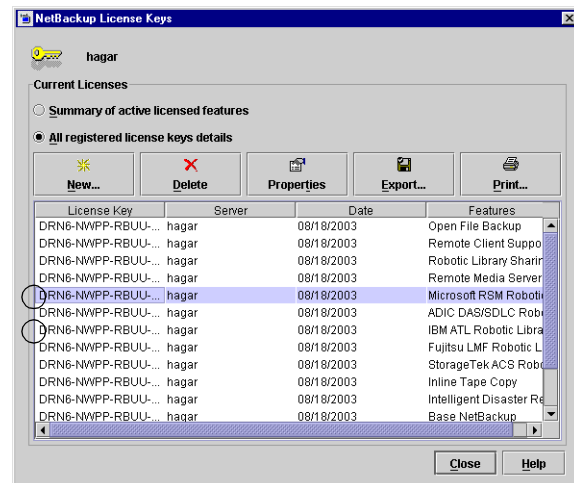 NetBackup License Keys
hagar
Current Licenses
Summary of active licensed features
All registered license keys details
New... Delete Properties Export... Print...
License Key Server Date Features
DRN6-NWPP-RBUU-... hagar 08/18/2003 Open File Backup
DRN6-NWPP-RBUU-... hagar 08/18/2003 Remote Client Suppo
DRN6-NWPP-RBUU-... hagar 08/18/2003 Robotic Library Sharin
DRN6-NWPP-RBUU-... hagar 08/18/2003 Remote Media Server
DRN6-NWPP-RBUU-... hagar 08/18/2003 Microsoft RSM Roboti
DRN6-NWPP-RBUU-... hagar 08/18/2003 ADIC DAS/SDLC Robo
DRN6-NWPP-RBUU-... hagar 08/18/2003 IBM ATL Robotic Libra
DRN6-NWPP-RBUU-... hagar 08/18/2003 Fujitsu LMF Robotic L
DRN6-NWPP-RBUU-... hagar 08/18/2003 StorageTek ACS Robo
DRN6-NWPP-RBUU-... hagar 08/18/2003 Inline Tape Copy
DRN6-NWPP-RBUU-... hagar 08/18/2003 Intelligent Disaster Re
DRN6-NWPP-RBUU-... hagar 08/18/2003 Base NetBackup
Close Help